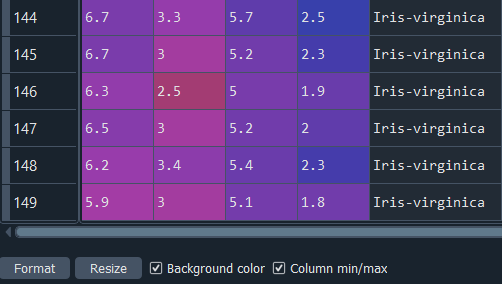 144 6.7 3.3 5.7 2.5 Iris-virginica
145 6.7 3 5.2 2.3 Iris-virginica
146 6.3 2.5 5 1.9 Iris-virginica
147 6.5 3 5.2 2 Iris-virginica
148 6.2 3.4 5.4 2.3 Iris-virginica
149 5.9 3 5.1 1.8 Iris-virginica
Format Resize Background color Column min/max